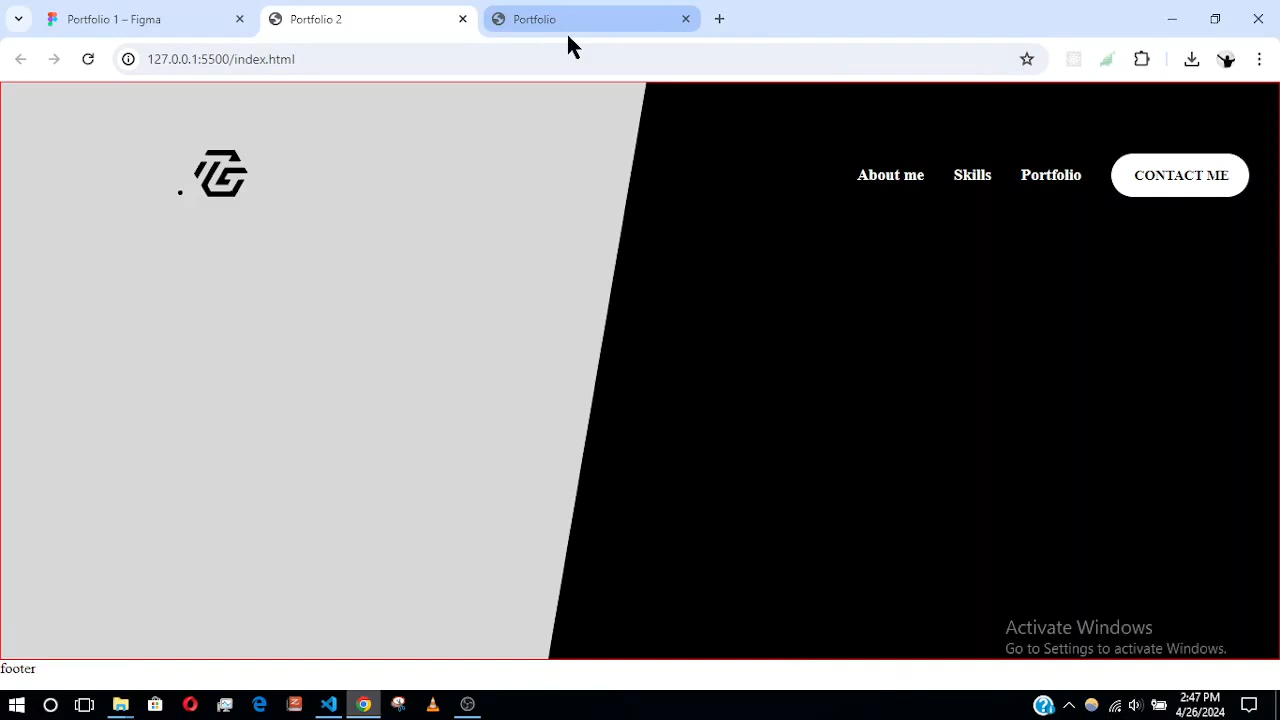 Portfolio 1 – Figma
Portfolio 2
Portfolio
127.0.0.1:5500/index.html
About me
Skills
Portfolio
CONTACT ME
Activate Windows
Go to Settings to activate Windows.
footer
2:47 PM
4/26/2024